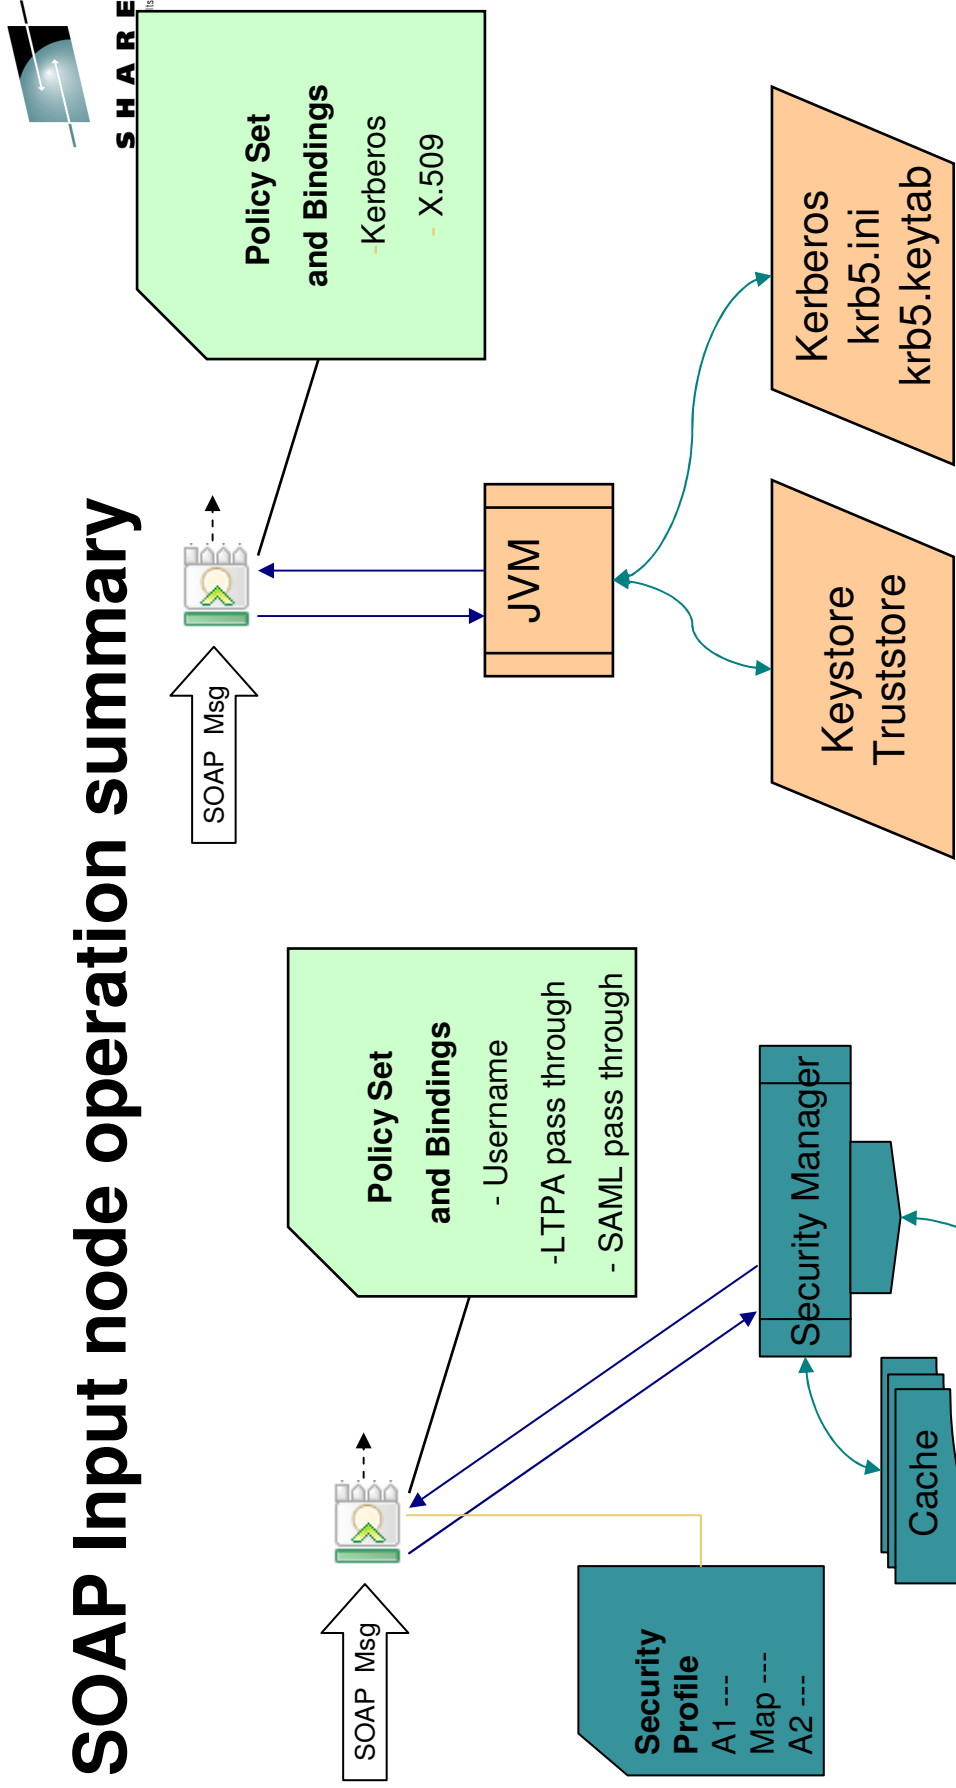 SOAP Input node operation summary
SHARE
SOAP Msg
Policy Set
and Bindings
- Username
-LTPA pass through
- SAML pass through
Security
Profile
A1 ---
Map ---
A2 ---
Security Manager
Cache
SOAP Msg
Policy Set
and Bindings
-Kerberos
- X.509
JVM
Keystore
Truststore
Kerberos
krb5.ini
krb5.keytab